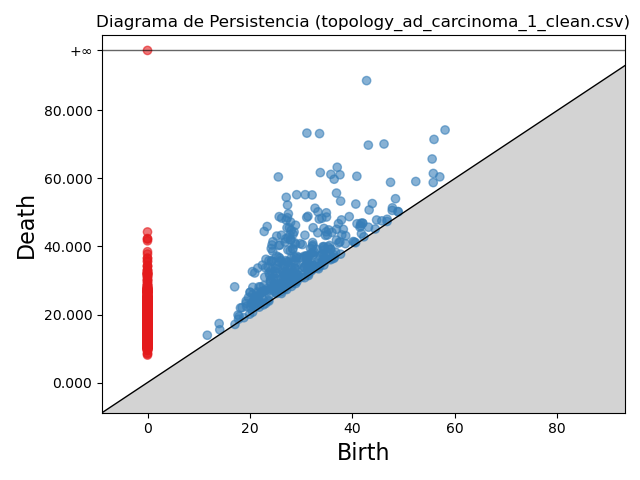 Diagrama de Persistencia (topology_ad_carcinoma_1_clean.csv)
+∞
80.000
60.000
40.000
20.000
0.000
Death
0 20 40 60 80
Birth